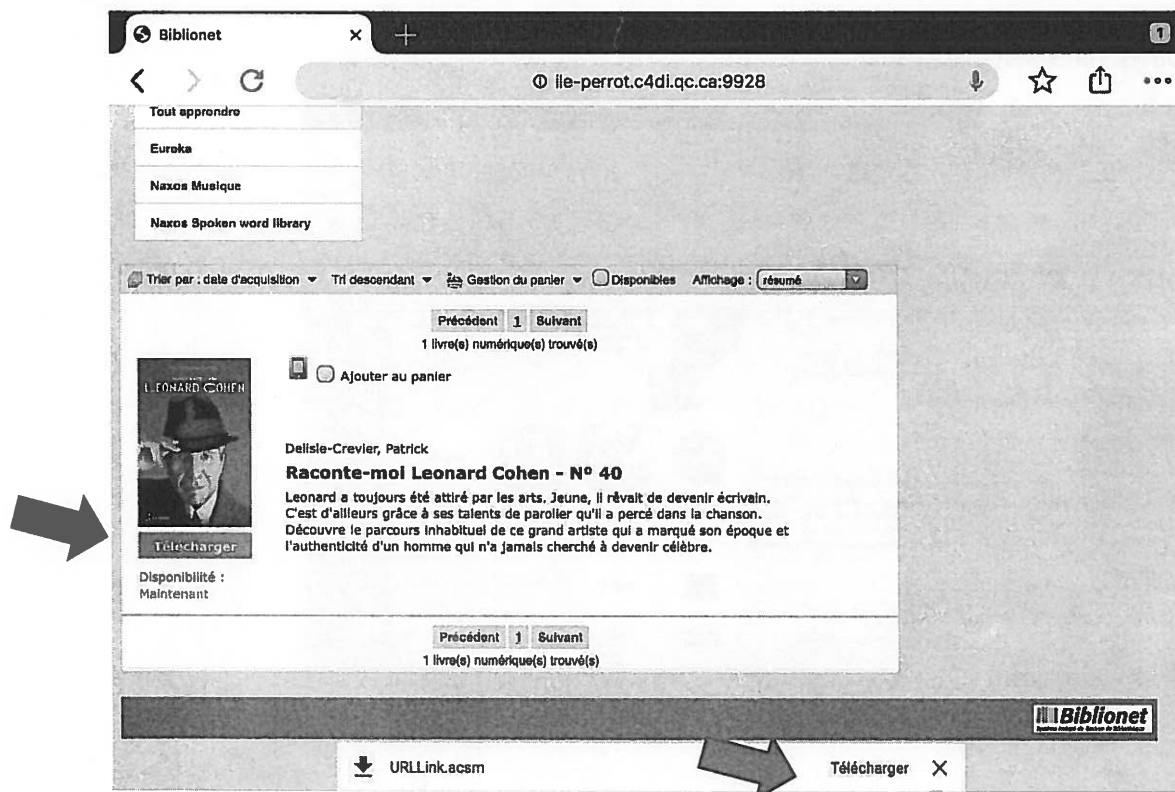 Biblionet
1
ile-perrot.c4di.qc.ca:9928
Tout apprendre
Euroka
Naxos Musique
Naxos Spoken word library
Trier par : date d'acquisition Tri descendant Gestion du panier Disponibles Affichage : résumé
Précédent 1 Suivant
1 livre(s) numérique(s) trouvé(s)
Ajouter au panier
LEONARD COHEN
Delisle-Crevier, Patrick
Raconte-moi Leonard Cohen - Nº 40
Leonard a toujours été attiré par les arts. Jeune, il rêvait de devenir écrivain.
C'est d'ailleurs grâce à ses talents de parolier qu'il a percé dans la chanson.
Découvre le parcours inhabituel de ce grand artiste qui a marqué son époque et
l'authenticité d'un homme qui n'a jamais cherché à devenir célèbre.
Télécharger
Disponibilité :
Maintenant
Précédent 1 Suivant
1 livre(s) numérique(s) trouvé(s)
Biblionet
URLLink.acsm Télécharger